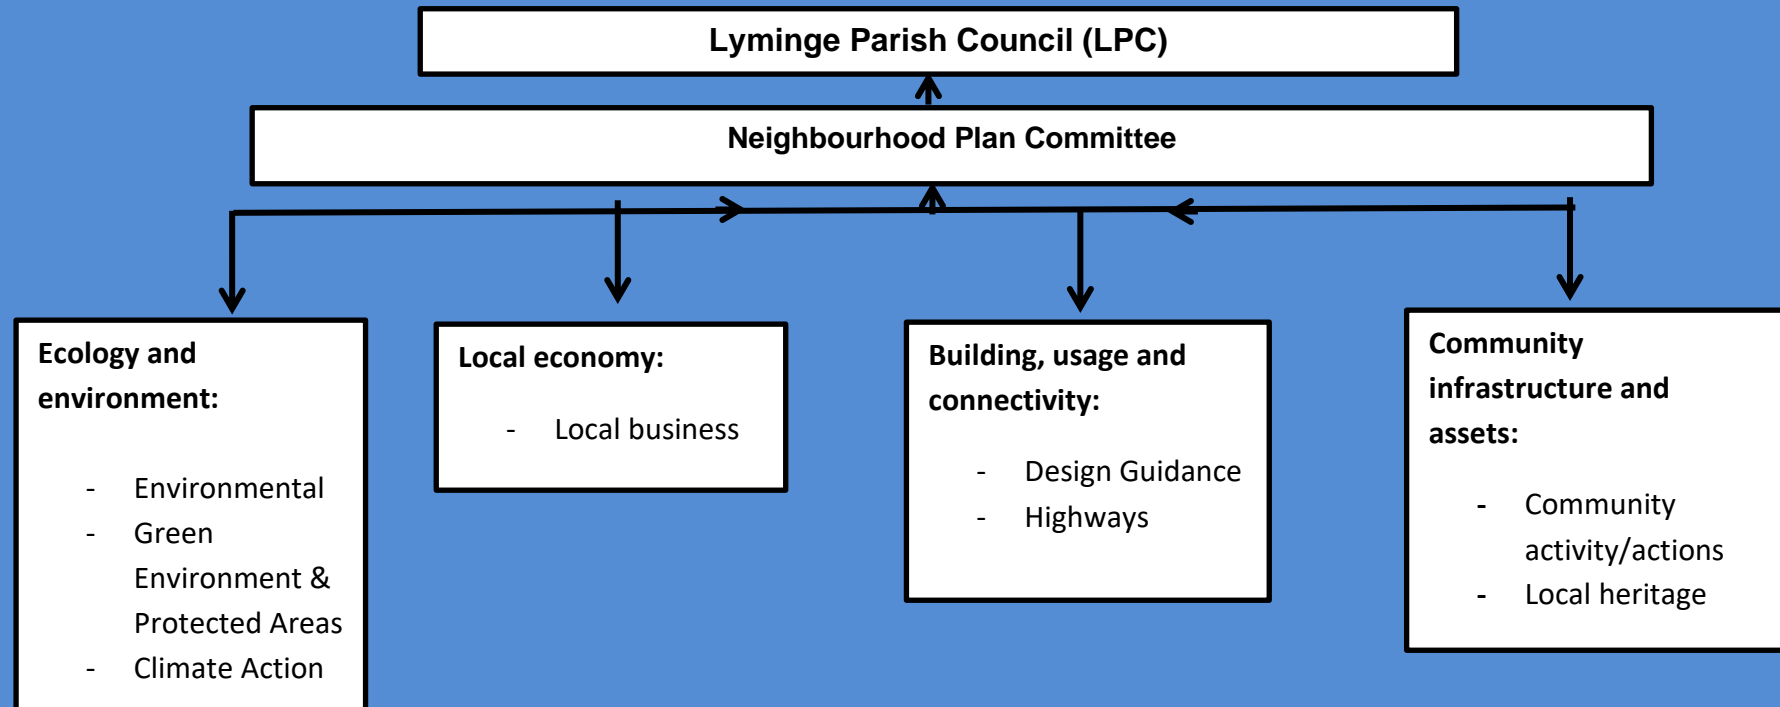 Lyminge Parish Council (LPC)
Neighbourhood Plan Committee
Ecology and
environment:
- Environmental
- Green
Environment &
Protected Areas
- Climate Action
Local economy:
- Local business
Building, usage and
connectivity:
- Design Guidance
- Highways
Community
infrastructure and
assets:
- Community
activity/actions
- Local heritage